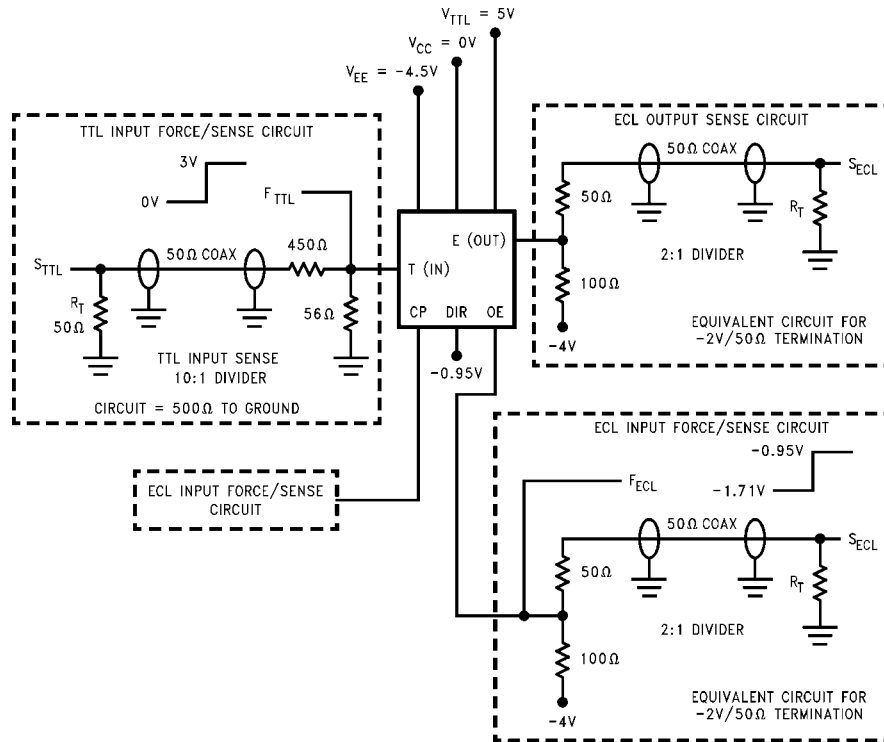 V_TTL = 5V
V_CC = 0V
V_EE = -4.5V
TTL INPUT FORCE/SENSE CIRCUIT
3V
0V
F_TTL
S_TTL
50Ω COAX
450Ω
R_T
50Ω
56Ω
TTL INPUT SENSE
10:1 DIVIDER
CIRCUIT = 500Ω TO GROUND
E (OUT)
T (IN)
CP DIR OE
-0.95V
ECL OUTPUT SENSE CIRCUIT
50Ω COAX
S_ECL
50Ω
R_T
2:1 DIVIDER
100Ω
-4V
EQUIVALENT CIRCUIT FOR
-2V/50Ω TERMINATION
ECL INPUT FORCE/SENSE
CIRCUIT
ECL INPUT FORCE/SENSE CIRCUIT
-0.95V
-1.71V
F_ECL
50Ω COAX
S_ECL
50Ω
R_T
2:1 DIVIDER
100Ω
-4V
EQUIVALENT CIRCUIT FOR
-2V/50Ω TERMINATION